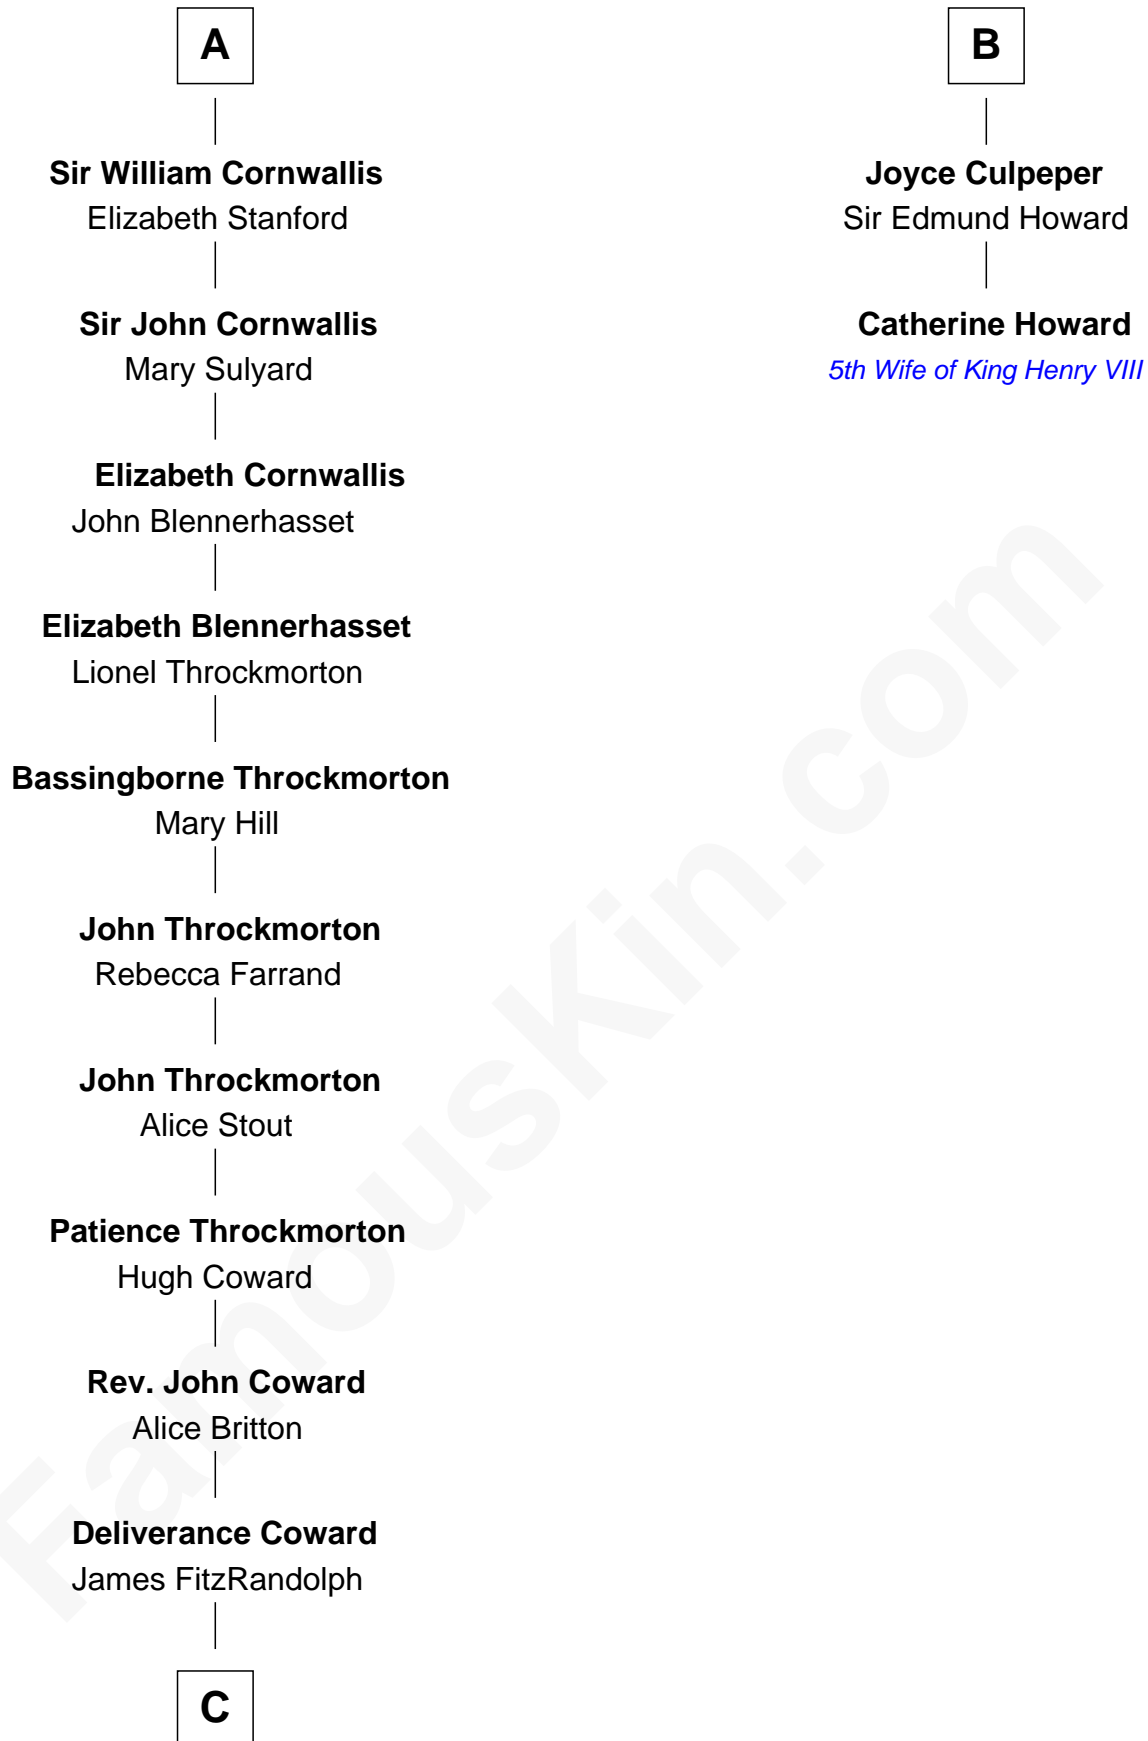 A
Sir William Cornwallis
Elizabeth Stanford
Sir John Cornwallis
Mary Sulyard
Elizabeth Cornwallis
John Blennerhasset
Elizabeth Blennerhasset
Lionel Throckmorton
Bassingborne Throckmorton
Mary Hill
John Throckmorton
Rebecca Farrand
John Throckmorton
Alice Stout
Patience Throckmorton
Hugh Coward
Rev. John Coward
Alice Britton
Deliverance Coward
James FitzRandolph
C
B
Joyce Culpeper
Sir Edmund Howard
Catherine Howard
5th Wife of King Henry VIII
FamousKin.com